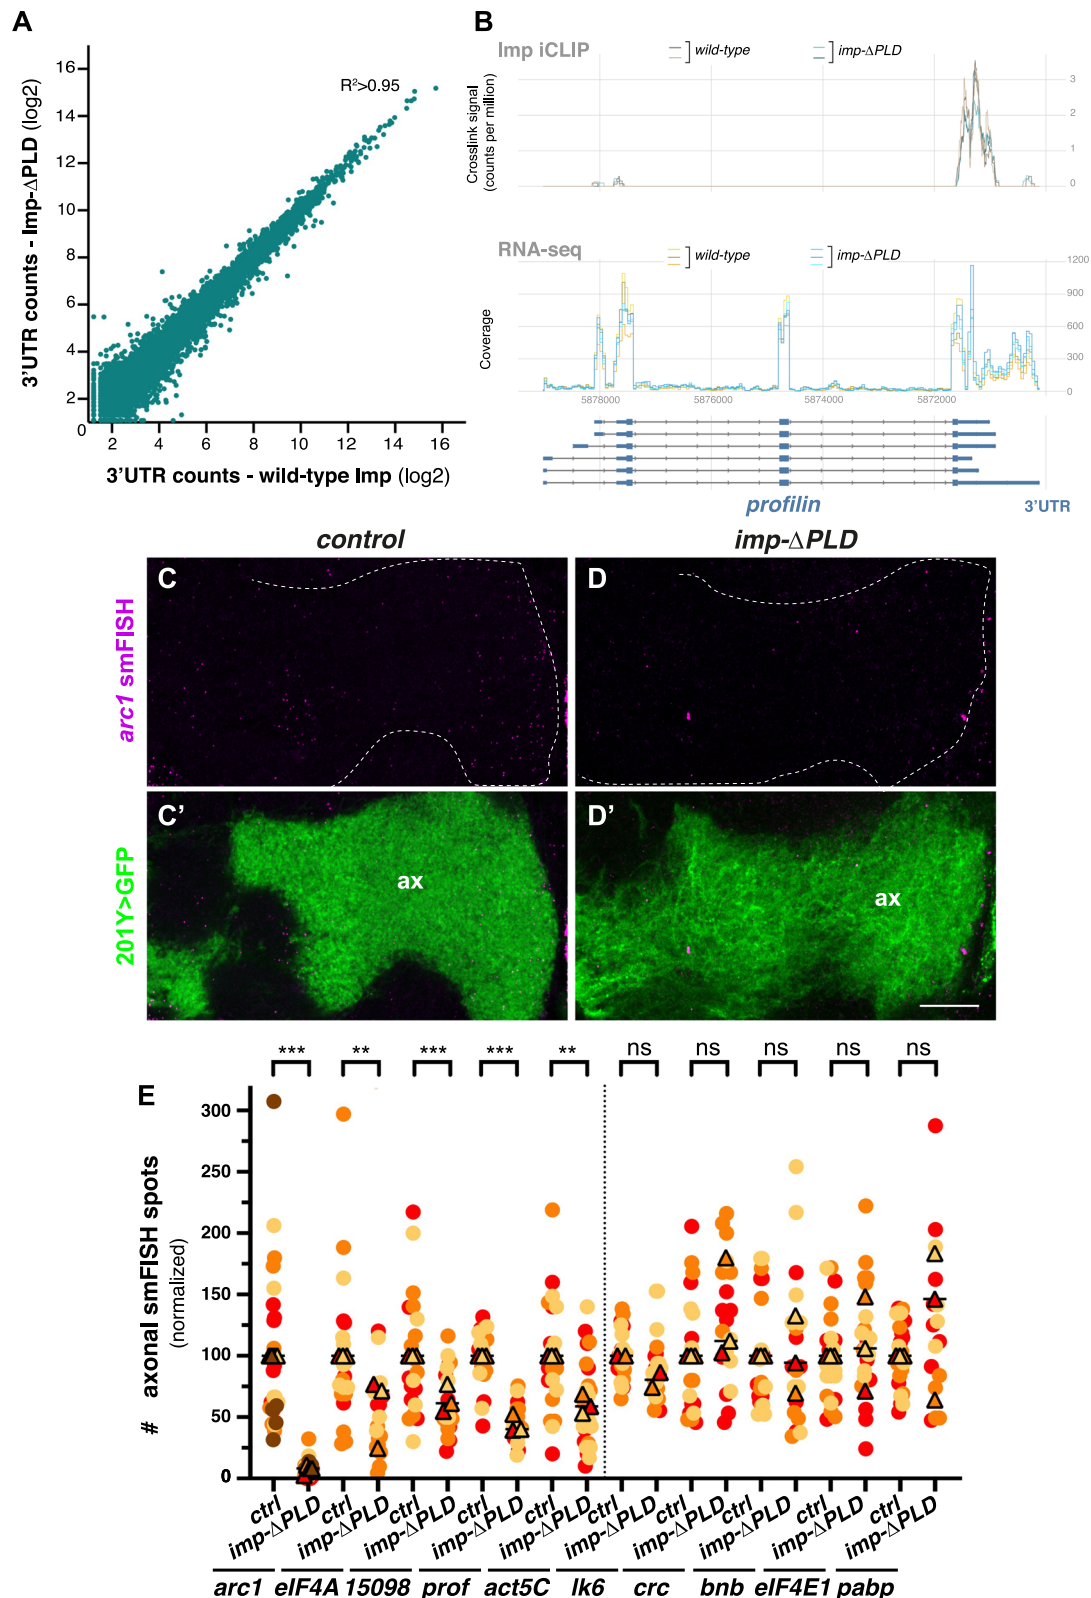 A
3'UTR counts - Imp-ΔPLD (log2)
16
14
12
10
8
6
4
2
0
R²>0.95
2
4
6
8
10
12
14
16
3'UTR counts - wild-type Imp (log2)
B
Imp iCLIP
wild-type
imp-ΔPLD
Crosslink signal
(counts per million)
3
2
1
0
RNA-seq
wild-type
imp-ΔPLD
Coverage
1200
900
600
300
0
5878000
5876000
5874000
5872000
profilin
3'UTR
control
imp-ΔPLD
arc1 smFISH
C
D
201Y>GFP
C'
ax
D'
ax
E
*** ** *** *** ** ns ns ns ns ns
# axonal smFISH spots
(normalized)
300
250
200
150
100
50
0
ctrl imp-ΔPLD ctrl imp-ΔPLD ctrl imp-ΔPLD ctrl imp-ΔPLD ctrl imp-ΔPLD ctrl imp-ΔPLD ctrl imp-ΔPLD ctrl imp-ΔPLD ctrl imp-ΔPLD ctrl imp-ΔPLD
arc1 eIF4A 15098 prof act5C lk6 crc bnb eIF4E1 pabp